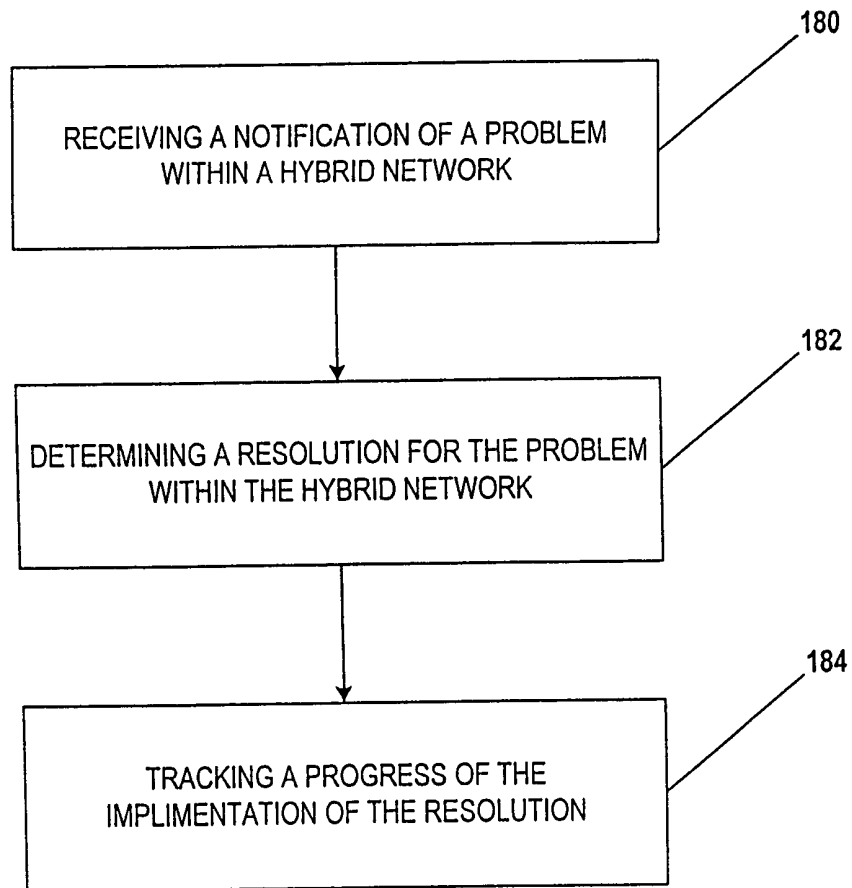 180
RECEIVING A NOTIFICATION OF A PROBLEM
WITHIN A HYBRID NETWORK
182
DETERMINING A RESOLUTION FOR THE PROBLEM
WITHIN THE HYBRID NETWORK
184
TRACKING A PROGRESS OF THE
IMPLIMENTATION OF THE RESOLUTION